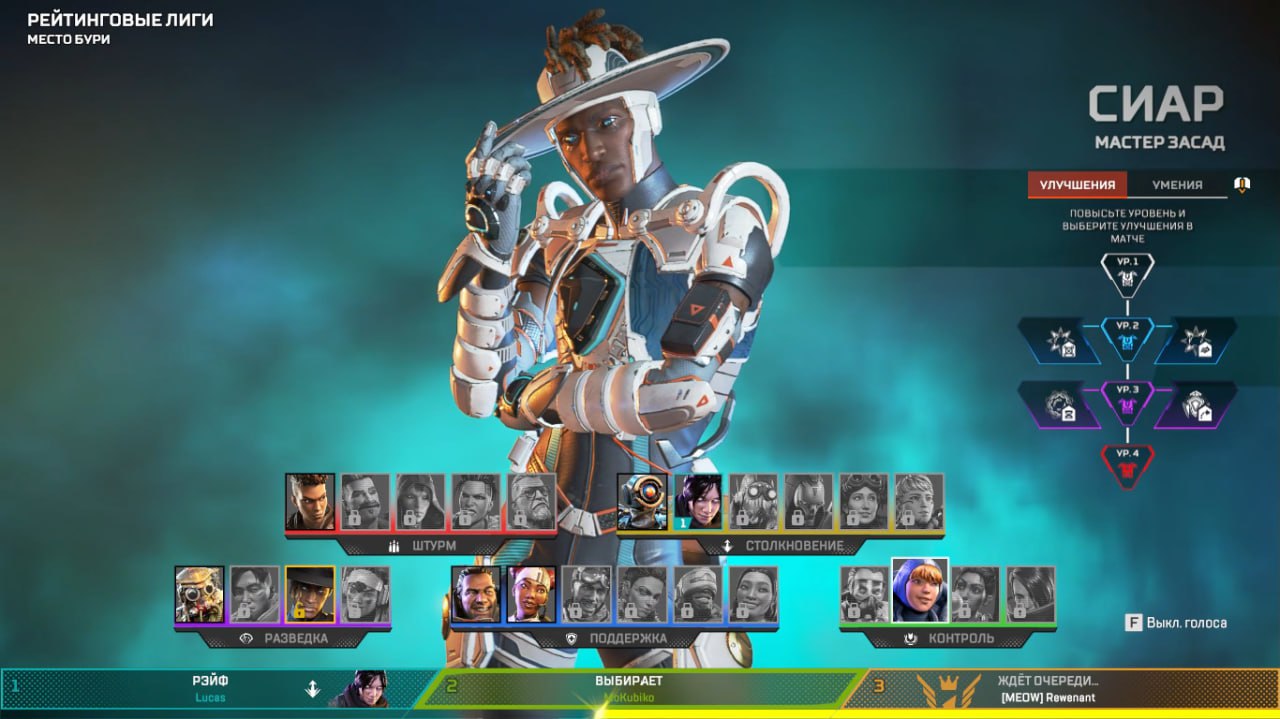 РЕЙТИНГОВЫЕ ЛИГИ
МЕСТО БУРИ
СИАР
МАСТЕР ЗАСАД
УЛУЧШЕНИЯ
УМЕНИЯ
ПОВЫСЬТЕ УРОВЕНЬ И
ВЫБЕРИТЕ УЛУЧШЕНИЯ В
МАТЧЕ
УР.1
УР.2
УР.3
УР.4
1
ШТУРМ
СТОЛКНОВЕНИЕ
РАЗВЕДКА
ПОДДЕРЖКА
КОНТРОЛЬ
F Выкл. голоса
1
РЭЙФ
Lucas
2
ВЫБИРАЕТ
MoKubiko
3
ЖДЁТ ОЧЕРЕДИ...
[MEOW] Rewenant